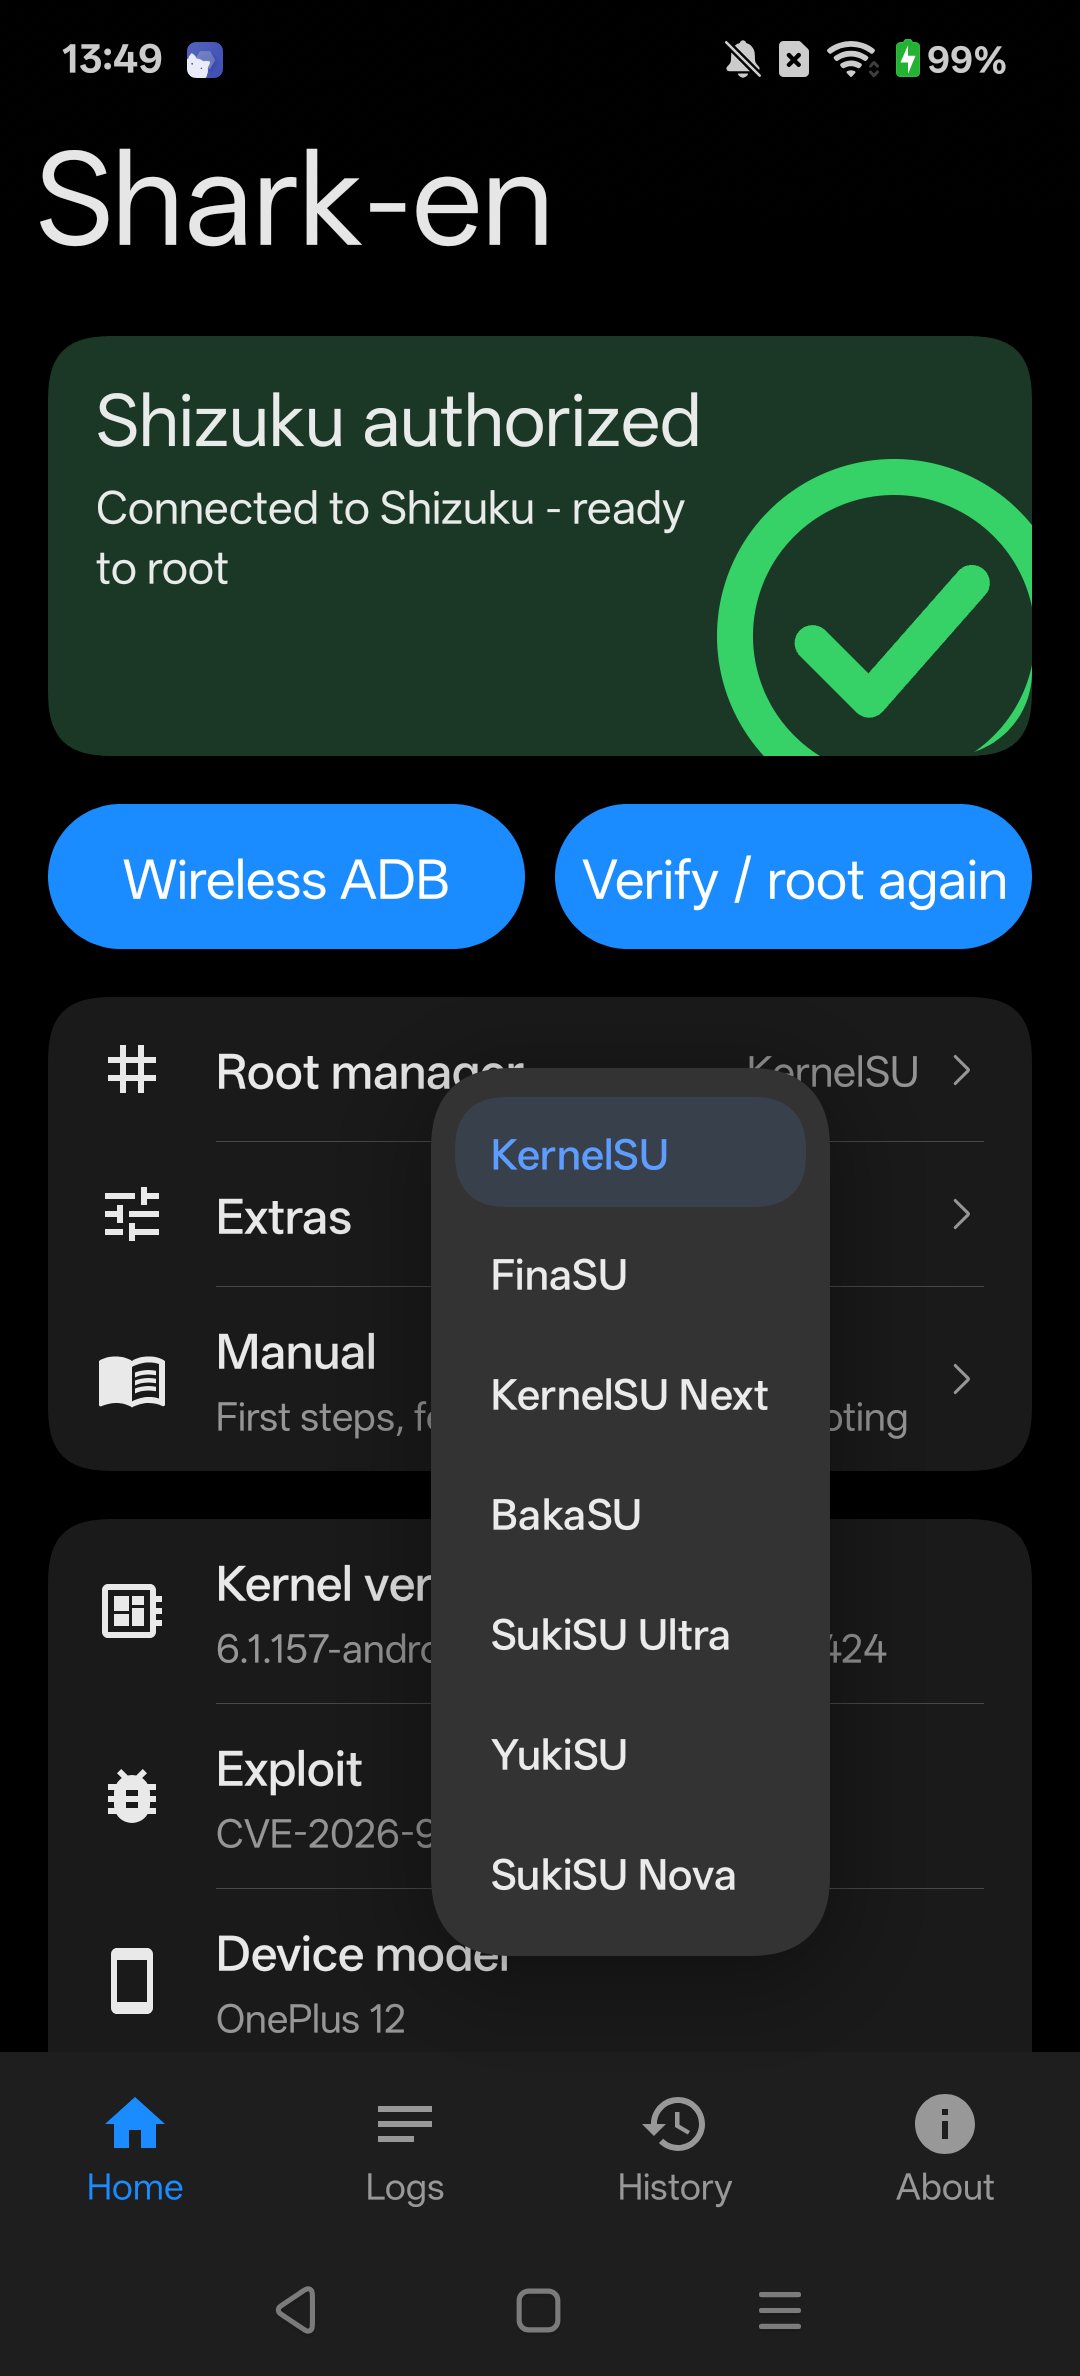 13:49
99%
Shark-en
Shizuku authorized
Connected to Shizuku - ready
to root
Wireless ADB
Verify / root again
Root manager
KernelSU
Extras
Manual
First steps,
KernelSU
FinaSU
KernelSU Next
BakaSU
SukiSU Ultra
YukiSU
SukiSU Nova
Kernel
6.1.157-andro
424
Exploit
CVE-2026-9
Device model
OnePlus 12
Home
Logs
History
About